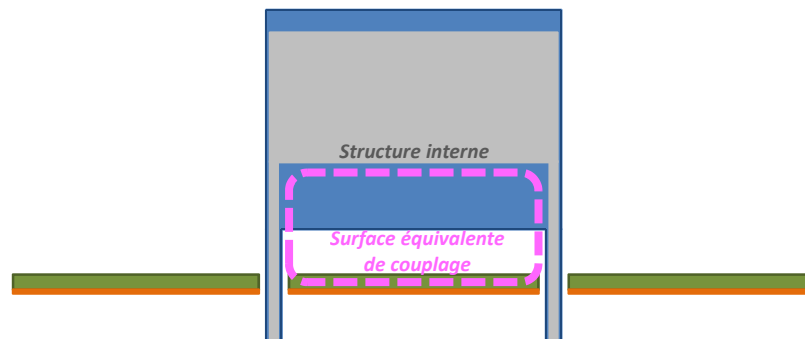 Structure interne
Surface équivalente
de couplage